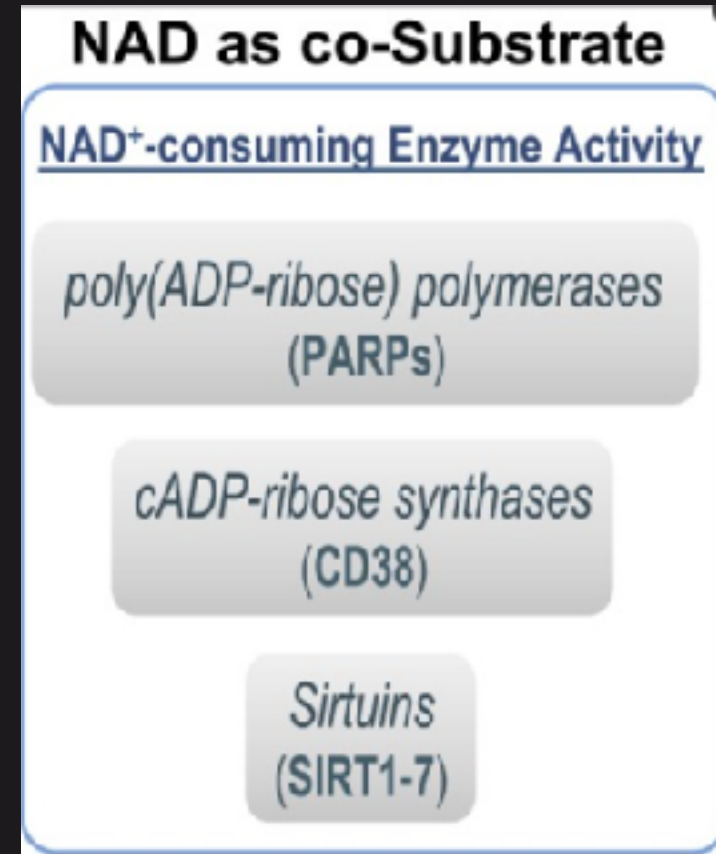 NAD as co-Substrate
NAD⁺-consuming Enzyme Activity
poly(ADP-ribose) polymerases
(PARPs)
cADP-ribose synthases
(CD38)
Sirtuins
(SIRT1-7)